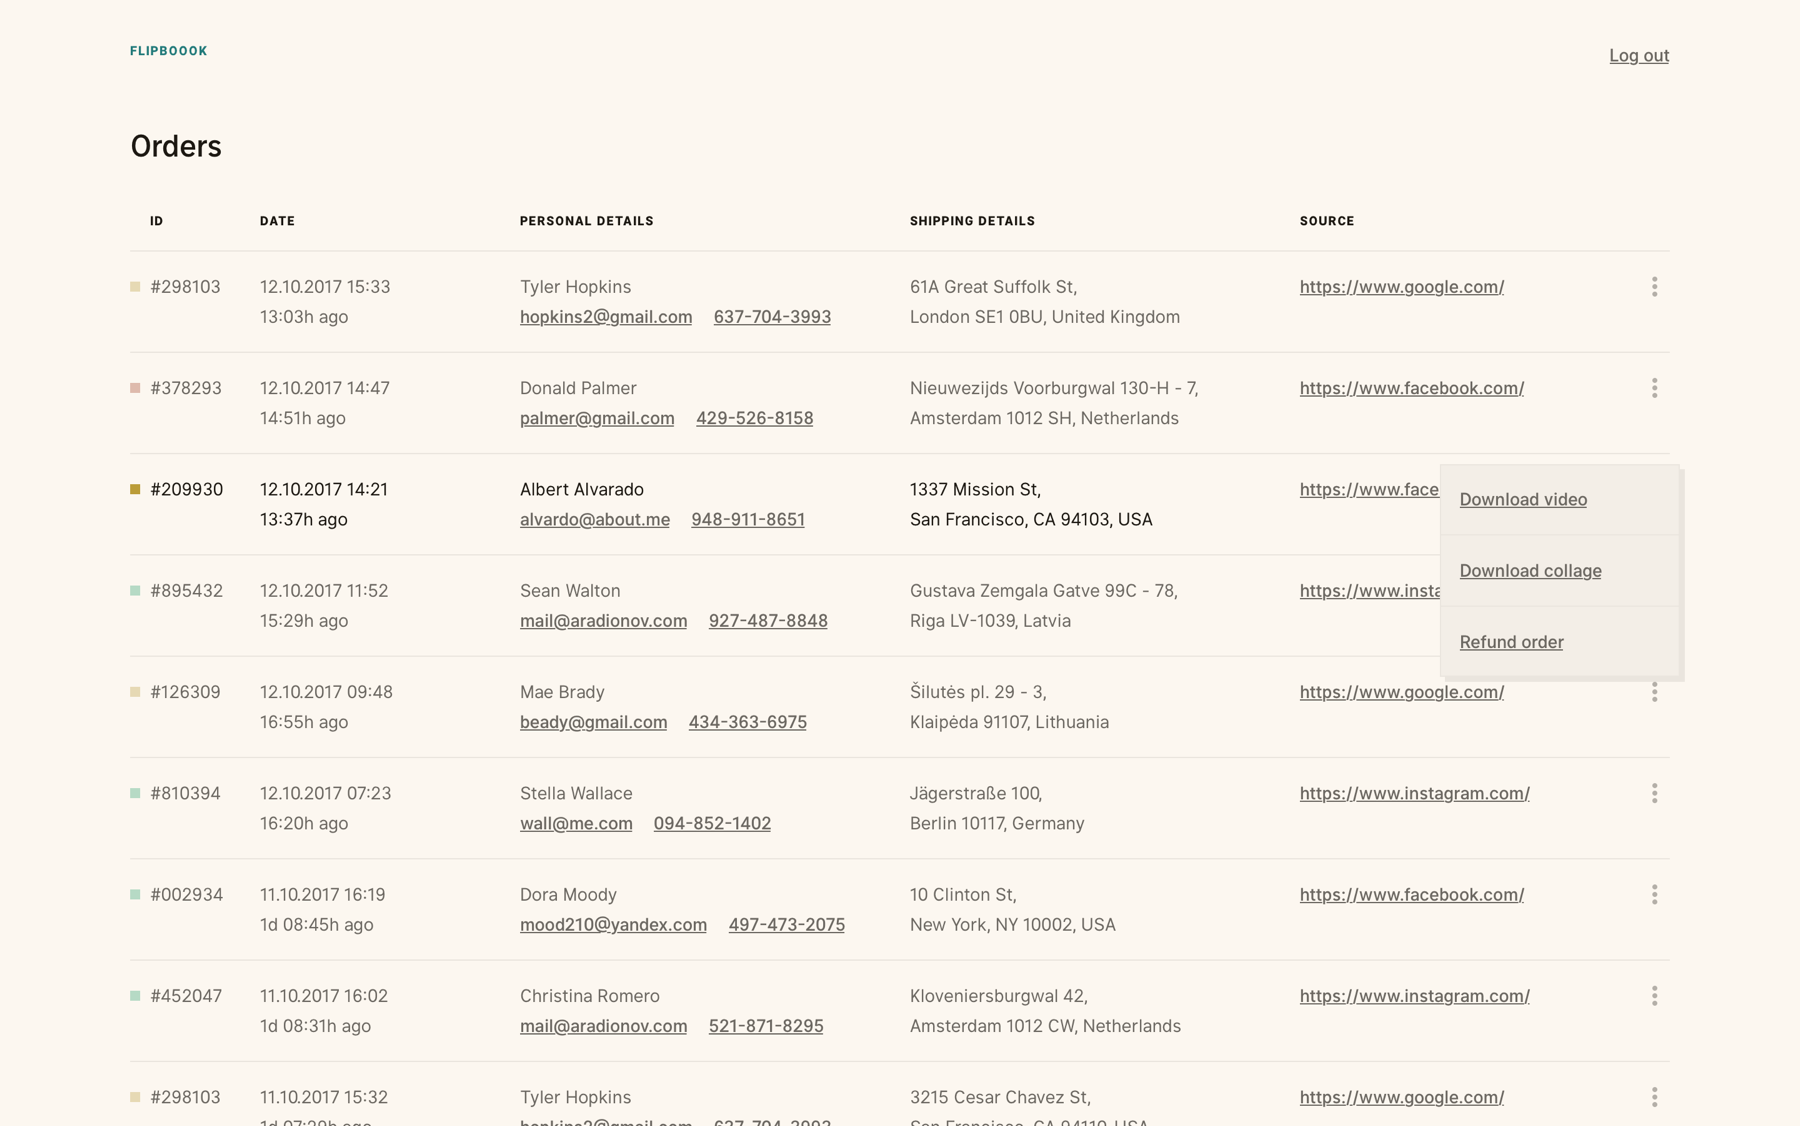 FLIPBOOOK
Log out
Orders
ID DATE PERSONAL DETAILS SHIPPING DETAILS SOURCE
#298103 12.10.2017 15:33 Tyler Hopkins 61A Great Suffolk St, https://www.google.com/
13:03h ago hopkins2@gmail.com 637-704-3993 London SE1 0BU, United Kingdom
#378293 12.10.2017 14:47 Donald Palmer Nieuwezijds Voorburgwal 130-H - 7, https://www.facebook.com/
14:51h ago palmer@gmail.com 429-526-8158 Amsterdam 1012 SH, Netherlands
#209930 12.10.2017 14:21 Albert Alvarado 1337 Mission St, https://www.face
Download video
13:37h ago alvardo@about.me 948-911-8651 San Francisco, CA 94103, USA
Download collage
#895432 12.10.2017 11:52 Sean Walton Gustava Zemgala Gatve 99C - 78, https://www.insta
15:29h ago mail@aradionov.com 927-487-8848 Riga LV-1039, Latvia
Refund order
#126309 12.10.2017 09:48 Mae Brady Šilutės pl. 29 - 3, https://www.google.com/
16:55h ago beady@gmail.com 434-363-6975 Klaipėda 91107, Lithuania
#810394 12.10.2017 07:23 Stella Wallace Jägerstraße 100, https://www.instagram.com/
16:20h ago wall@me.com 094-852-1402 Berlin 10117, Germany
#002934 11.10.2017 16:19 Dora Moody 10 Clinton St, https://www.facebook.com/
1d 08:45h ago mood210@yandex.com 497-473-2075 New York, NY 10002, USA
#452047 11.10.2017 16:02 Christina Romero Kloveniersburgwal 42, https://www.instagram.com/
1d 08:31h ago mail@aradionov.com 521-871-8295 Amsterdam 1012 CW, Netherlands
#298103 11.10.2017 15:32 Tyler Hopkins 3215 Cesar Chavez St, https://www.google.com/